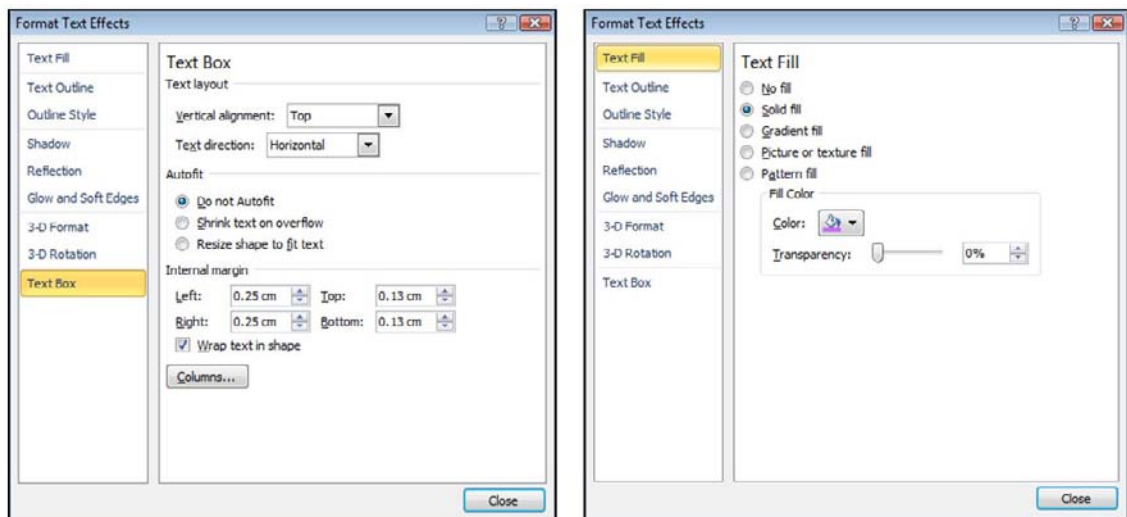 Format Text Effects
Text Fill
Text Outline
Outline Style
Shadow
Reflection
Glow and Soft Edges
3-D Format
3-D Rotation
Text Box
Text Box
Text layout
Vertical alignment: Top
Text direction: Horizontal
Autofit
Do not Autofit
Shrink text on overflow
Resize shape to fit text
Internal margin
Left: 0.25 cm Top: 0.13 cm
Right: 0.25 cm Bottom: 0.13 cm
Wrap text in shape
Columns...
Close
Format Text Effects
Text Fill
Text Outline
Outline Style
Shadow
Reflection
Glow and Soft Edges
3-D Format
3-D Rotation
Text Box
Text Fill
No fill
Solid fill
Gradient fill
Picture or texture fill
Pattern fill
Fill Color
Color:
Transparency: 0%
Close